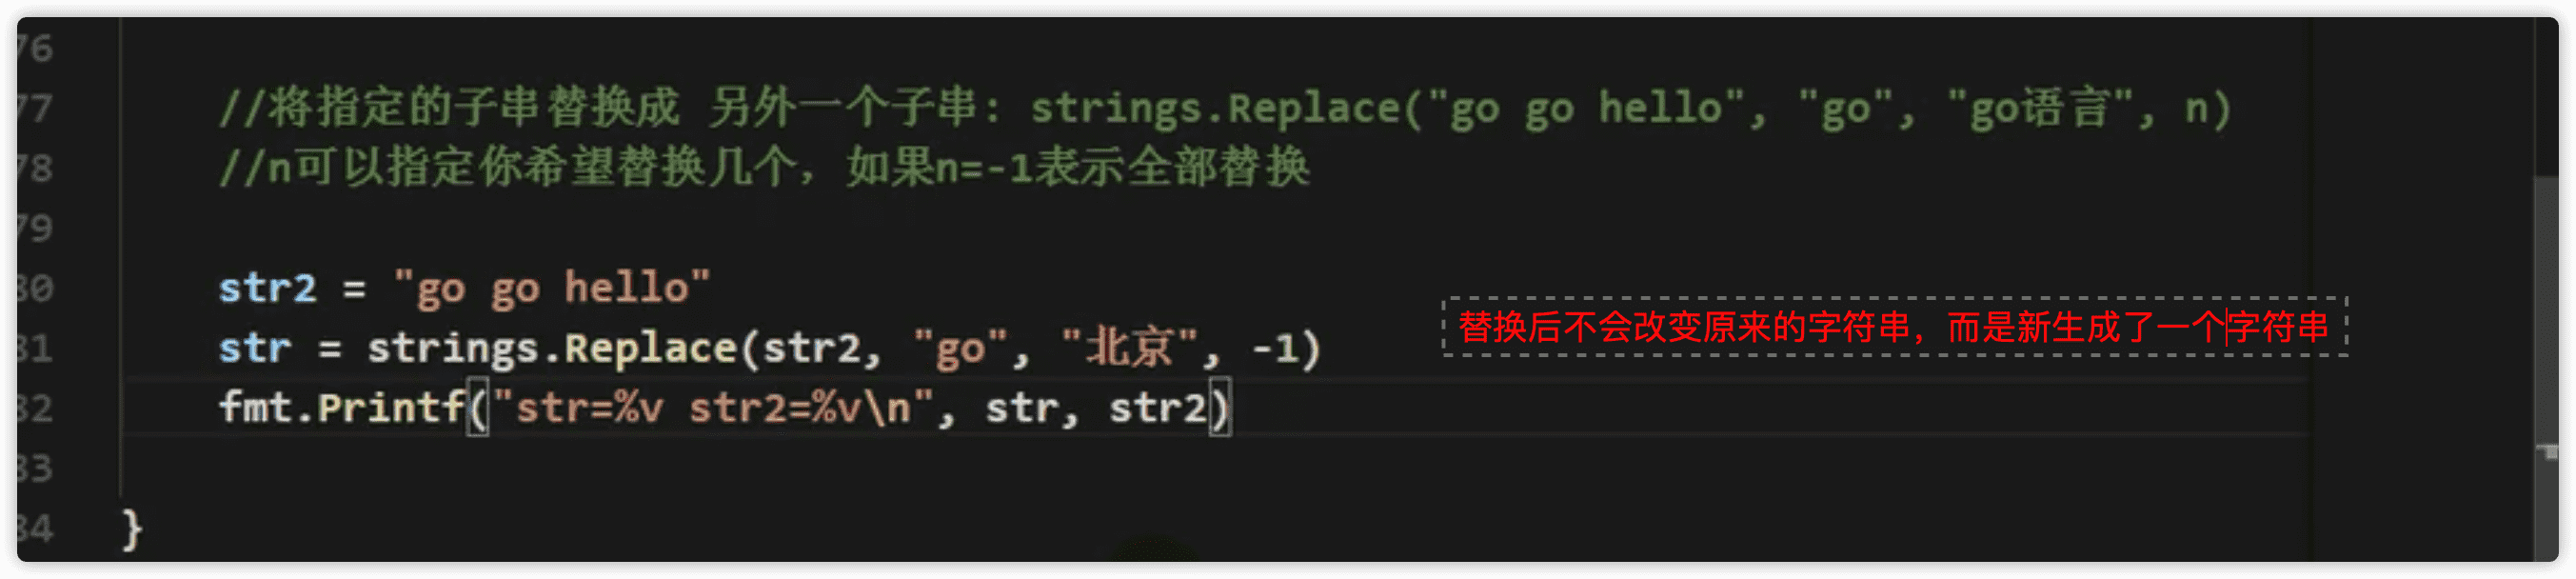 76
77 //将指定的子串替换成 另外一个子串: strings.Replace("go go hello", "go", "go语言", n)
78 //n可以指定你希望替换几个，如果n=-1表示全部替换
79
80 str2 = "go go hello"
替换后不会改变原来的字符串，而是新生成了一个字符串
81 str = strings.Replace(str2, "go", "北京", -1)
82 fmt.Printf("str=%v str2=%v\n", str, str2)
83
84 }